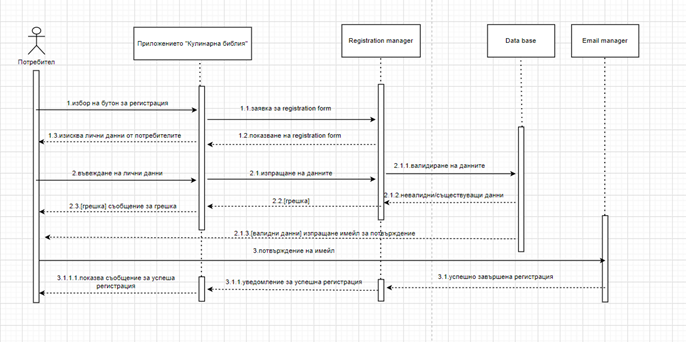 Потребител
Приложението "Кулинарна библия"
Registration manager
Data base
Email manager
1.избор на бутон за регистрация
1.1.заявка за registration form
1.2.показване на registration form
1.3.изисква лични данни от потребителите
2.въвеждане на лични данни
2.1.изпращане на данните
2.1.1.валидиране на данните
2.1.2.невалидни/съществуващи данни
2.2.[грешка]
2.3.[грешка] съобщение за грешка
2.1.3.[валидни данни] изпращане имейл за потвърждение
3.потвърждение на имейл
3.1.успешно завършена регистрация
3.1.1.уведомление за успешна регистрация
3.1.1.1.показва съобщение за успеша
регистрация